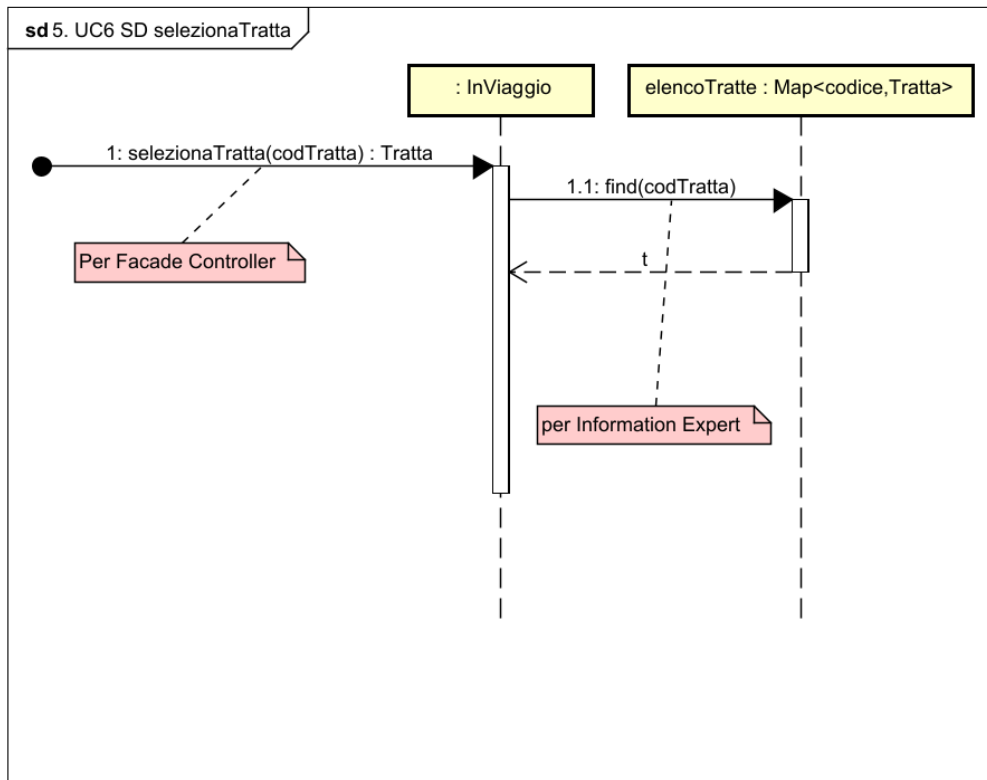 sd 5. UC6 SD selezionaTratta
: InViaggio
elencoTratte : Map<codice,Tratta>
1: selezionaTratta(codTratta) : Tratta
1.1: find(codTratta)
Per Facade Controller
t
per Information Expert